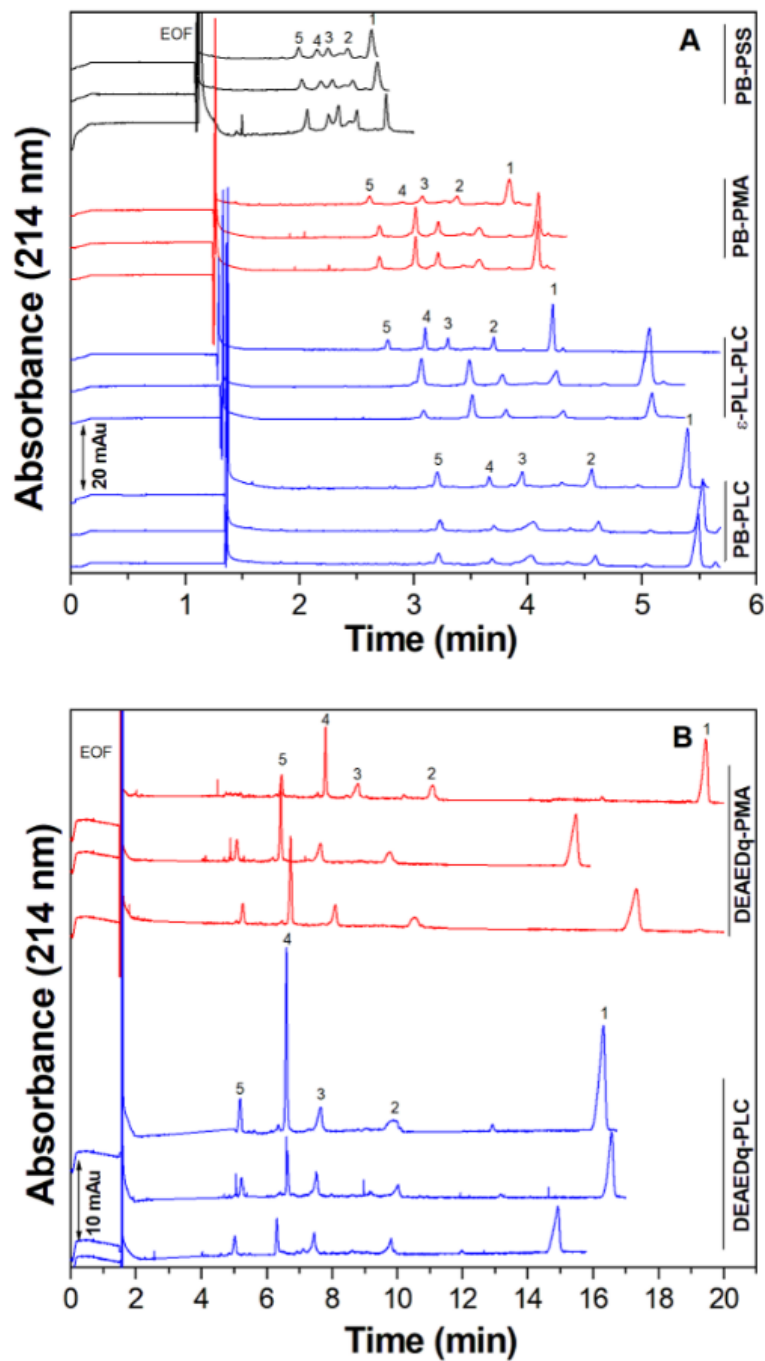 A
EOF
5 4 3 2 1
PB-PSS
5 4 3 2 1
PB-PMA
5 4 3 2 1
ε-PLL-PLC
5 4 3 2 1
PB-PLC
20 mAu
Absorbance (214 nm)
0 1 2 3 4 5 6
Time (min)
B
EOF
5 4 3 2 1
DEAEDq-PMA
5 4 3 2 1
DEAEDq-PLC
10 mAu
Absorbance (214 nm)
0 2 4 6 8 10 12 14 16 18 20
Time (min)